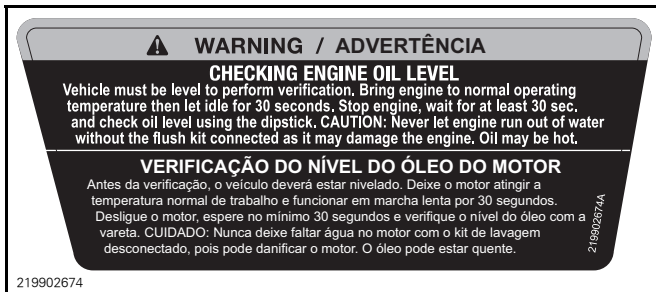 WARNING / ADVERTÊNCIA
CHECKING ENGINE OIL LEVEL
Vehicle must be level to perform verification. Bring engine to normal operating
temperature then let idle for 30 seconds. Stop engine, wait for at least 30 sec.
and check oil level using the dipstick. CAUTION: Never let engine run out of water
without the flush kit connected as it may damage the engine. Oil may be hot.
VERIFICAÇÃO DO NÍVEL DO ÓLEO DO MOTOR
Antes da verificação, o veículo deverá estar nivelado. Deixe o motor atingir a
temperatura normal de trabalho e funcionar em marcha lenta por 30 segundos.
Desligue o motor, espere no mínimo 30 segundos e verifique o nível do óleo com a
vareta. CUIDADO: Nunca deixe faltar água no motor com o kit de lavagem
desconectado, pois pode danificar o motor. O óleo pode estar quente.
219902674A
219902674